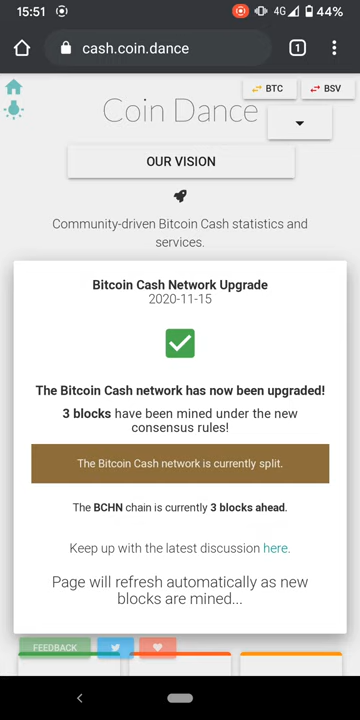 15:51
4G
44%
cash.coin.dance
1
BTC
BSV
Coin Dance
OUR VISION
Community-driven Bitcoin Cash statistics and
services.
Bitcoin Cash Network Upgrade
2020-11-15
The Bitcoin Cash network has now been upgraded!
3 blocks have been mined under the new
consensus rules!
The Bitcoin Cash network is currently split.
The BCHN chain is currently 3 blocks ahead.
Keep up with the latest discussion here.
Page will refresh automatically as new
blocks are mined...
FEEDBACK